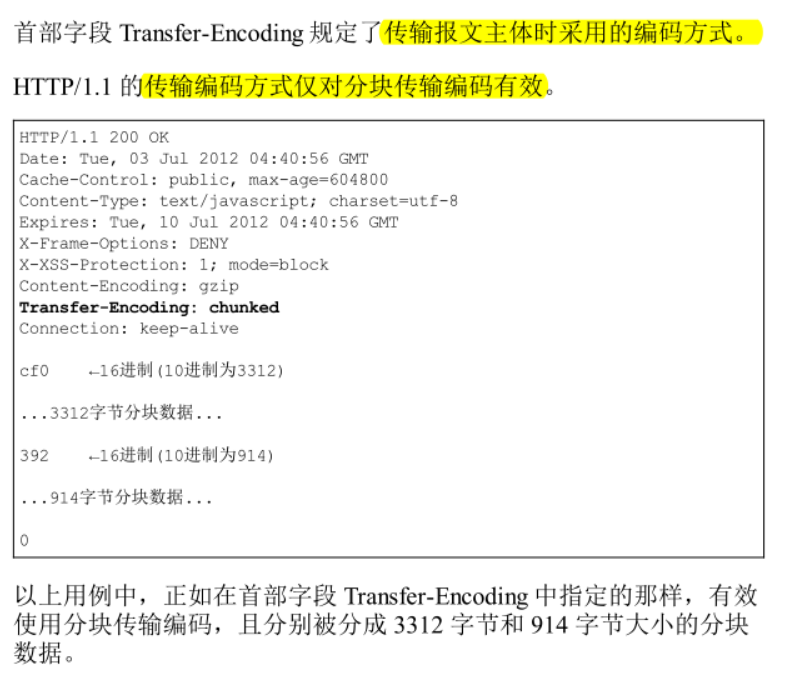 首部字段 Transfer-Encoding 规定了传输报文主体时采用的编码方式。
HTTP/1.1 的传输编码方式仅对分块传输编码有效。
HTTP/1.1 200 OK
Date: Tue, 03 Jul 2012 04:40:56 GMT
Cache-Control: public, max-age=604800
Content-Type: text/javascript; charset=utf-8
Expires: Tue, 10 Jul 2012 04:40:56 GMT
X-Frame-Options: DENY
X-XSS-Protection: 1; mode=block
Content-Encoding: gzip
Transfer-Encoding: chunked
Connection: keep-alive
cf0 ←16进制(10进制为3312)
...3312字节分块数据...
392 ←16进制(10进制为914)
...914字节分块数据...
0
以上用例中，正如在首部字段 Transfer-Encoding 中指定的那样，有效
使用分块传输编码，且分别被分成 3312 字节和 914 字节大小的分块
数据。